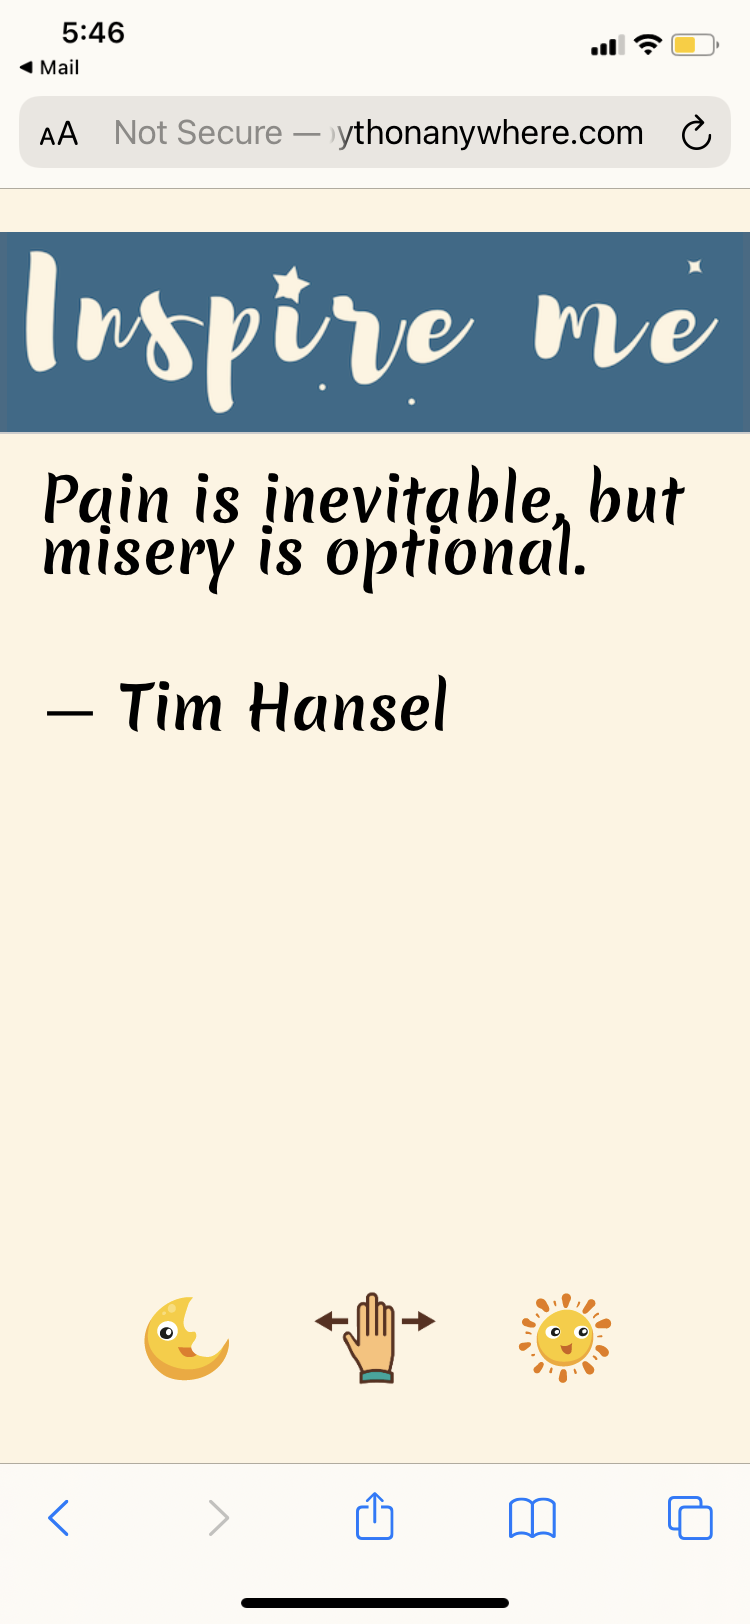 5:46
◀ Mail
AA Not Secure — ythonanywhere.com
Inspire me
Pain is inevitable, but
misery is optional.
— Tim Hansel